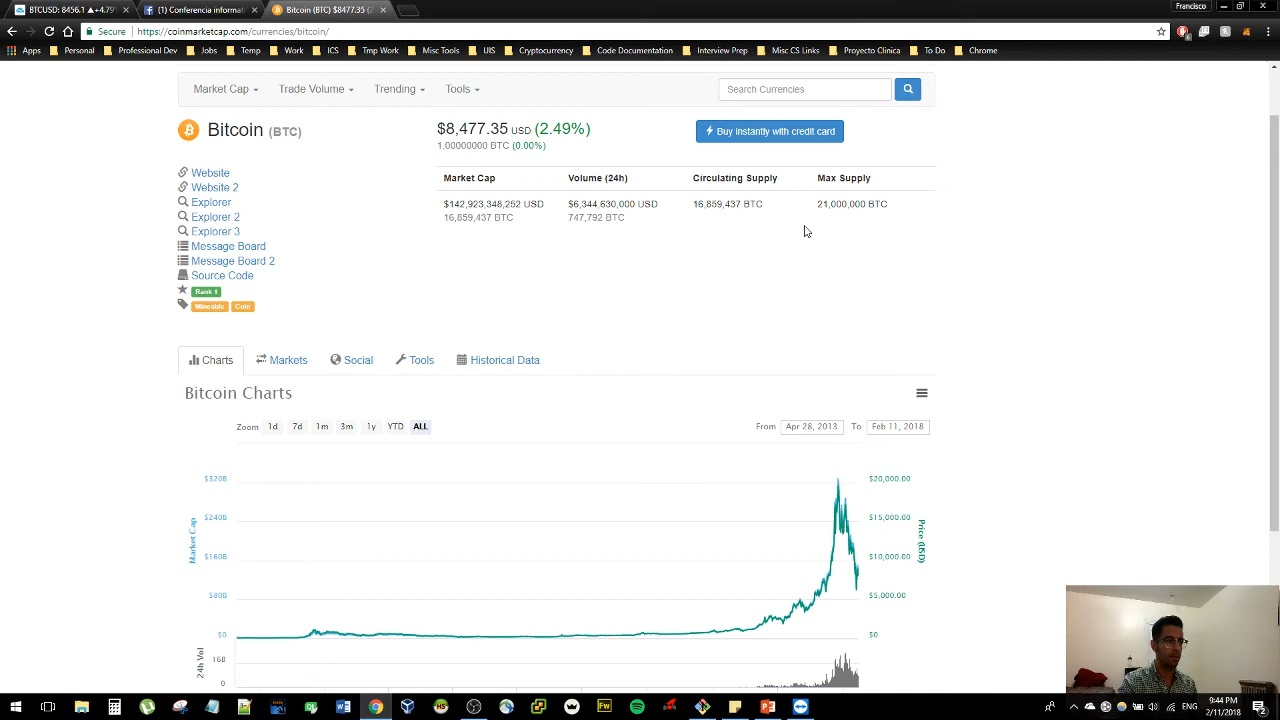 BTCUSD: 8456.1 ▲+4.79%
(1) Conferencia informat
Bitcoin (BTC) $8477.35 (2
Francisco
Secure
https://coinmarketcap.com/currencies/bitcoin/
Apps Personal Professional Dev Jobs Temp Work ICS Tmp Work Misc Tools UIS Cryptocurrency Code Documentation Interview Prep Misc CS Links Proyecto Clinica To Do Chrome
Market Cap Trade Volume Trending Tools
Search Currencies
Bitcoin (BTC)
$8,477.35 USD (2.49%)
1.00000000 BTC (0.00%)
Buy instantly with credit card
Website
Website 2
Explorer
Explorer 2
Explorer 3
Message Board
Message Board 2
Source Code
Rank 1
Mineable Coin
Market Cap Volume (24h) Circulating Supply Max Supply
$142,923,348,252 USD $6,344,630,000 USD 16,859,437 BTC 21,000,000 BTC
16,859,437 BTC 747,792 BTC
Charts Markets Social Tools Historical Data
Bitcoin Charts
Zoom 1d 7d 1m 3m 1y YTD ALL
From Apr 28, 2013 To Feb 11, 2018
$320B
$240B
$160B
$80B
$0
Market Cap
$20,000.00
$15,000.00
$10,000.00
$5,000.00
$0
Price (USD)
24h Vol
16B
0
9:44 PM
2/11/2018